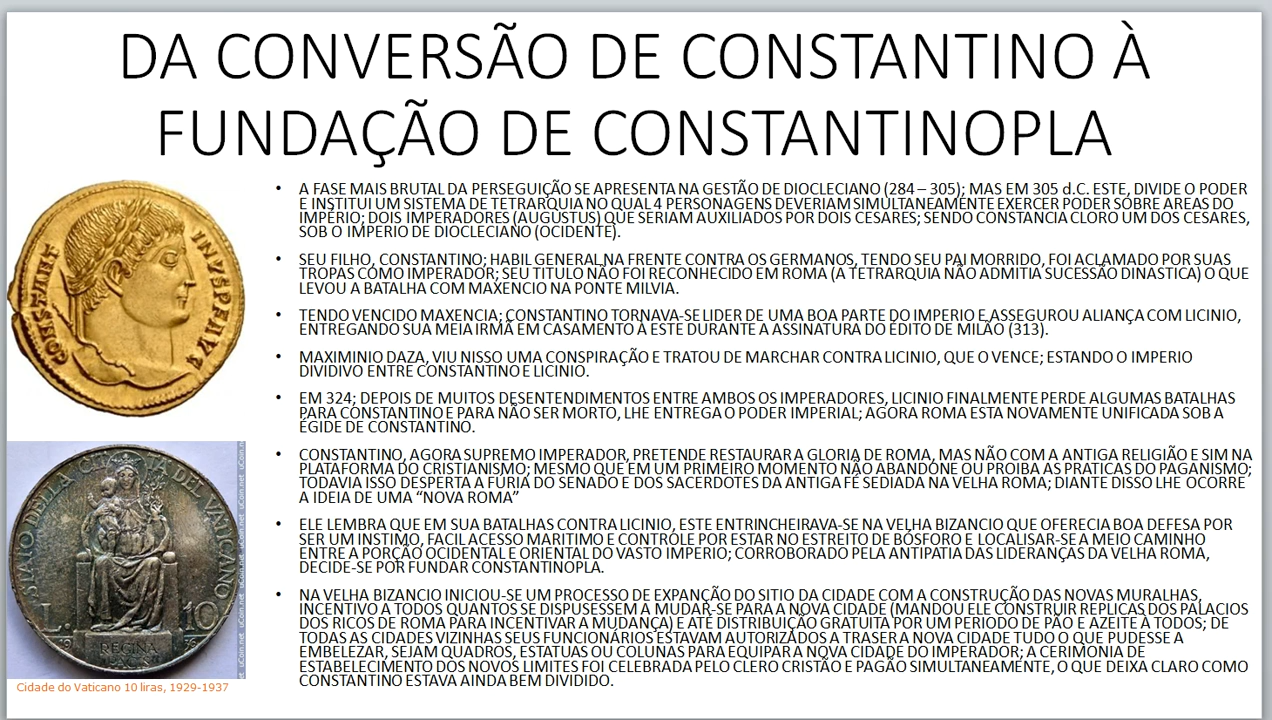 DA CONVERSÃO DE CONSTANTINO À
FUNDAÇÃO DE CONSTANTINOPLA
• A FASE MAIS BRUTAL DA PERSEGUIÇÃO SE APRESENTA NA GESTÃO DE DIOCLECIANO (284 – 305); MAS EM 305 d.C. ESTE, DIVIDE O PODER
E INSTITUI UM SISTEMA DE TETRARQUIA NO QUAL 4 PERSONAGENS DEVERIAM SIMULTANEAMENTE EXERCER PODER SOBRE AREAS DO
IMPÉRIO; DOIS IMPERADORES (AUGUSTUS) QUE SERIAM AUXILIADOS POR DOIS CESARES; SENDO CONSTANCIA CLORO UM DOS CESARES,
SOB O IMPERIO DE DIOCLECIANO (OCIDENTE).
• SEU FILHO, CONSTANTINO; HABIL GENERAL NA FRENTE CONTRA OS GERMANOS, TENDO SEU PAI MORRIDO, FOI ACLAMADO POR SUAS
TROPAS COMO IMPERADOR; SEU TITULO NÃO FOI RECONHECIDO EM ROMA (A TETRARQUIA NÃO ADMITIA SUCESSÃO DINASTICA) O QUE
LEVOU A BATALHA COM MAXENCIO NA PONTE MILVIA.
• TENDO VENCIDO MAXENCIA; CONSTANTINO TORNAVA-SE LIDER DE UMA BOA PARTE DO IMPERIO E ASSEGUROU ALIANÇA COM LICINIO,
ENTREGANDO SUA MEIA IRMÃ EM CASAMENTO À ESTE DURANTE A ASSINATURA DO ÉDITO DE MILÃO (313).
• MAXIMINIO DAZA, VIU NISSO UMA CONSPIRAÇÃO E TRATOU DE MARCHAR CONTRA LICINIO, QUE O VENCE; ESTANDO O IMPERIO
DIVIDIVO ENTRE CONSTANTINO E LICINIO.
• EM 324; DEPOIS DE MUITOS DESENTENDIMENTOS ENTRE AMBOS OS IMPERADORES, LICINIO FINALMENTE PERDE ALGUMAS BATALHAS
PARA CONSTANTINO E PARA NÃO SER MORTO, LHE ENTREGA O PODER IMPERIAL; AGORA ROMA ESTA NOVAMENTE UNIFICADA SOB A
ÉGIDE DE CONSTANTINO.
• CONSTANTINO, AGORA SUPREMO IMPERADOR, PRETENDE RESTAURAR A GLORIA DE ROMA, MAS NÃO COM A ANTIGA RELIGIÃO E SIM NA
PLATAFORMA DO CRISTIANISMO; MESMO QUE EM UM PRIMEIRO MOMENTO NÃO ABANDONE OU PROIBA AS PRATICAS DO PAGANISMO;
TODAVIA ISSO DESPERTA A FURIA DO SENADO E DOS SACERDOTES DA ANTIGA FÉ SEDIADA NA VELHA ROMA; DIANTE DISSO LHE OCORRE
A IDEIA DE UMA “NOVA ROMA”
• ELE LEMBRA QUE EM SUA BATALHAS CONTRA LICINIO, ESTE ENTRINCHEIRAVA-SE NA VELHA BIZANCIO QUE OFERECIA BOA DEFESA POR
SER UM INSTIMO, FACIL ACESSO MARITIMO E CONTRÓLE POR ESTAR NO ESTREITO DE BÓSFORO E LOCALISAR-SE A MEIO CAMINHO
ENTRE A PORÇÃO OCIDENTAL E ORIENTAL DO VASTO IMPERIO; CORROBORADO PELA ANTIPATIA DAS LIDERANÇAS DA VELHA ROMA,
DECIDE-SE POR FUNDAR CONSTANTINOPLA.
• NA VELHA BIZANCIO INICIOU-SE UM PROCESSO DE EXPANÇÃO DO SITIO DA CIDADE COM A CONSTRUÇÃO DAS NOVAS MURALHAS,
INCENTIVO A TODOS QUANTOS SE DISPUSESSEM A MUDAR-SE PARA A NOVA CIDADE (MANDOU ELE CONSTRUIR REPLICAS DOS PALACIOS
DOS RICOS DE ROMA PARA INCENTIVAR A MUDANÇA) E ATÉ DISTRIBUIÇÃO GRATUITA POR UM PERIODO DE PÃO E AZEITE À TODOS; DE
TODAS AS CIDADES VIZINHAS SEUS FUNCIONÁRIOS ESTAVAM AUTORIZADOS A TRASER A NOVA CIDADE TUDO O QUE PUDESSE A
EMBELEZAR, SEJAM QUADROS, ESTATUAS OU COLUNAS PARA EQUIPAR A NOVA CIDADE DO IMPERADOR; A CERIMONIA DE
ESTABELECIMENTO DOS NOVOS LIMITES FOI CELEBRADA PELO CLERO CRISTÃO E PAGÃO SIMULTANEAMENTE, O QUE DEIXA CLARO COMO
CONSTANTINO ESTAVA AINDA BEM DIVIDIDO.
CONSTANT INVSPFAVG
STATO DELLA CITTÀ DEL VATICANO
L. 10
REGINA
PACIS
uCoin.net uCoin.net uCoin.net uCoin.net
Cidade do Vaticano 10 liras, 1929-1937